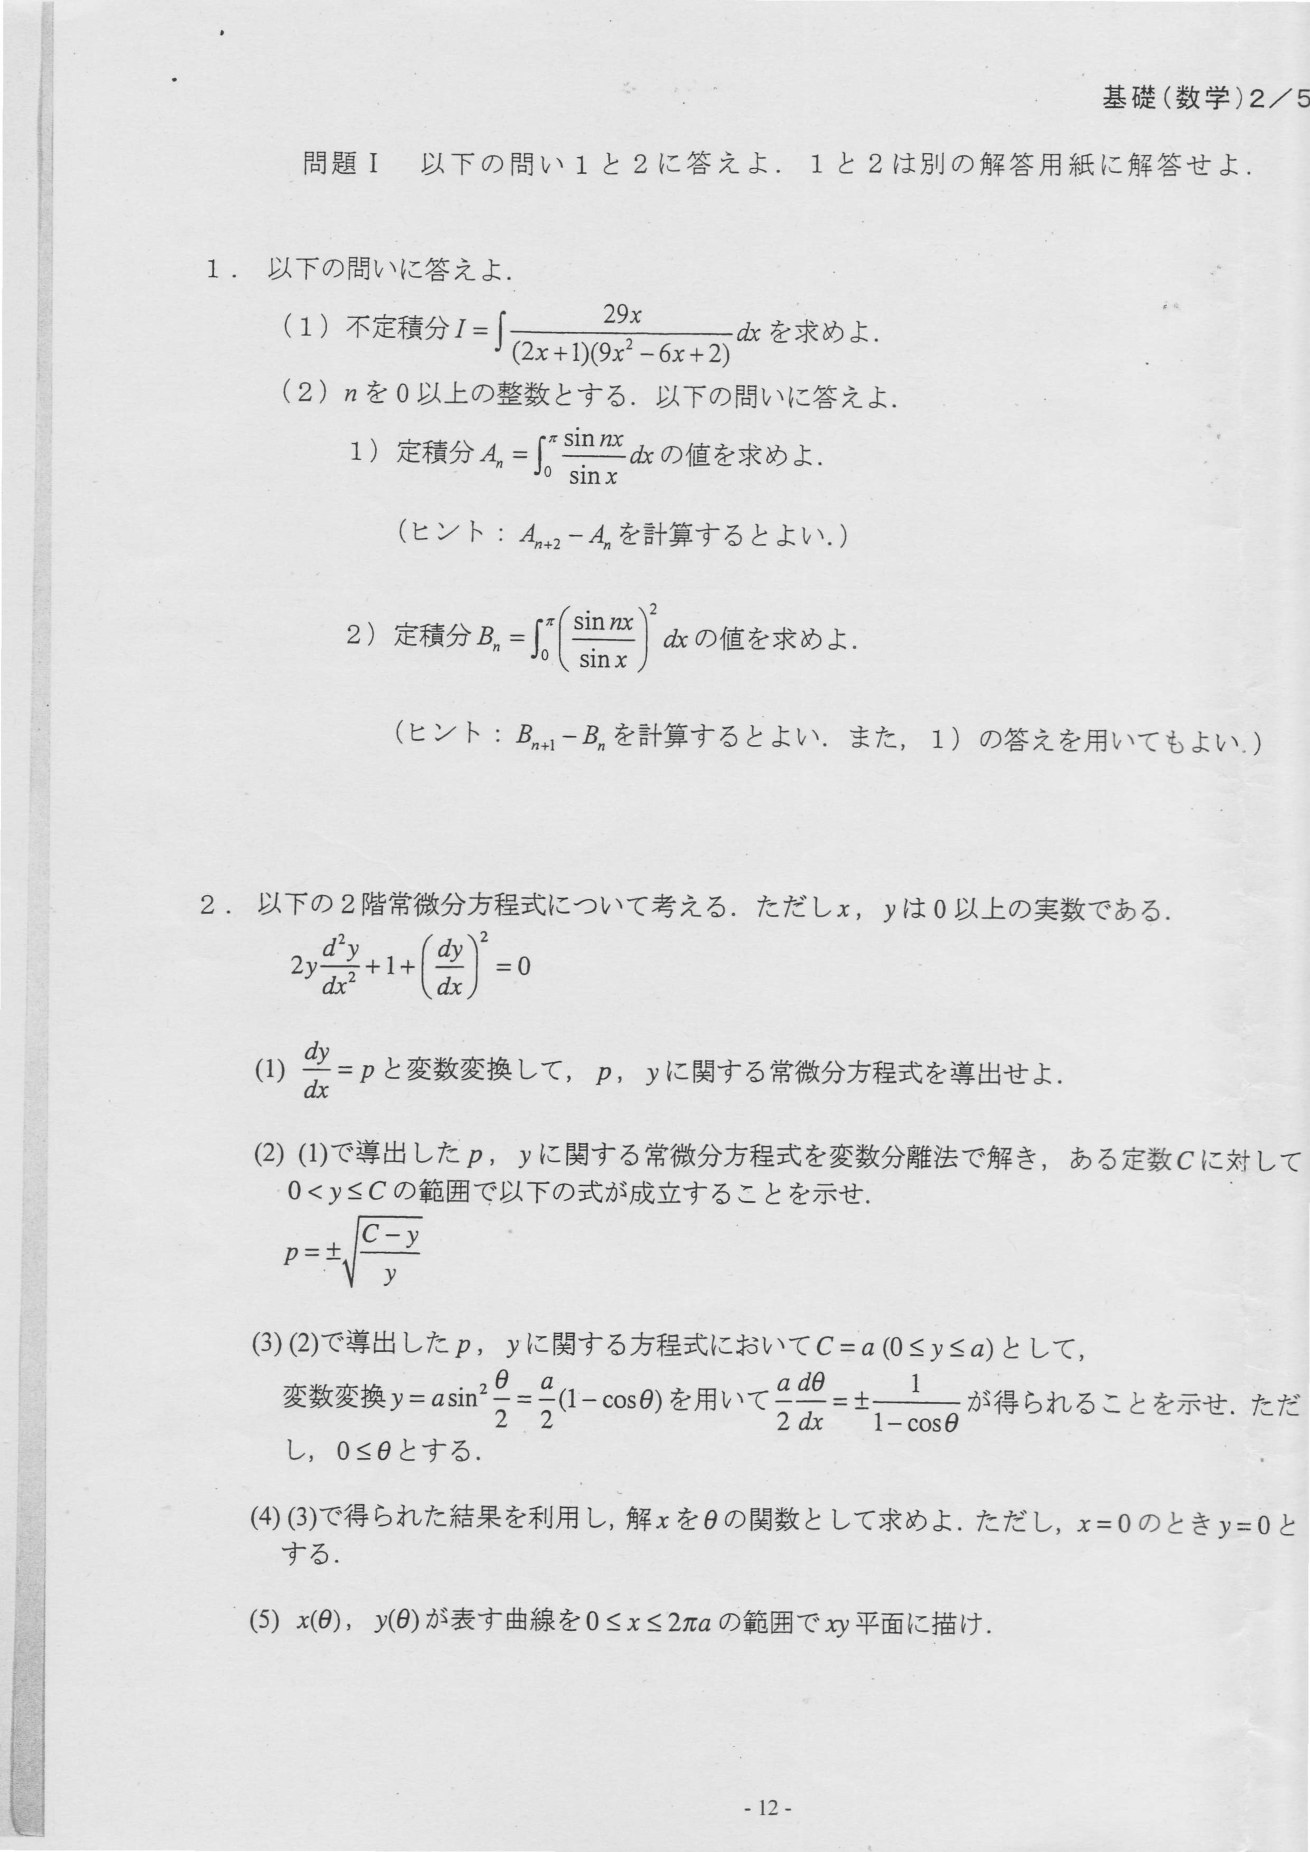 基礎(数学)2／5
問題Ⅰ　以下の問い１と２に答えよ．１と２は別の解答用紙に解答せよ．
１．　以下の問いに答えよ．
（１）不定積分 I = ∫ 29x / ((2x+1)(9x² − 6x + 2)) dx を求めよ．
（２）n を０以上の整数とする．以下の問いに答えよ．
１）定積分 Aₙ = ∫₀^π (sin nx / sin x) dx の値を求めよ．
（ヒント：Aₙ₊₂ − Aₙ を計算するとよい．）
２）定積分 Bₙ = ∫₀^π (sin nx / sin x)² dx の値を求めよ．
（ヒント：Bₙ₊₁ − Bₙ を計算するとよい．また，１）の答えを用いてもよい．）
２．　以下の２階常微分方程式について考える．ただし x，y は０以上の実数である．
2y d²y/dx² + 1 + (dy/dx)² = 0
(1) dy/dx = p と変数変換して，p，y に関する常微分方程式を導出せよ．
(2) (1)で導出した p，y に関する常微分方程式を変数分離法で解き，ある定数 C に対して
0 < y ≤ C の範囲で以下の式が成立することを示せ．
p = ±√((C − y)/y)
(3) (2)で導出した p，y に関する方程式において C = a (0 ≤ y ≤ a) として，
変数変換 y = a sin² θ/2 = a/2 (1 − cosθ) を用いて a/2 dθ/dx = ± 1/(1 − cosθ) が得られることを示せ．ただ
し，0 ≤ θ とする．
(4) (3)で得られた結果を利用し，解 x を θ の関数として求めよ．ただし，x = 0 のとき y = 0 と
する．
(5) x(θ)，y(θ) が表す曲線を 0 ≤ x ≤ 2πa の範囲で xy 平面に描け．
- 12 -